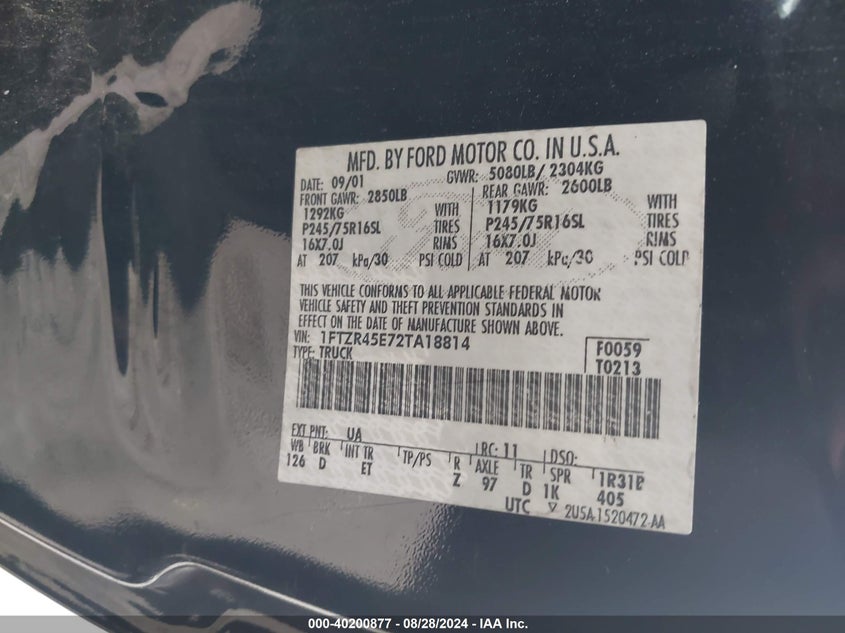 MFD. BY FORD MOTOR CO. IN U.S.A.
DATE: 09/01 GVWR: 5080LB/ 2304KG
FRONT GAWR: 2850LB REAR GAWR: 2600LB
1292KG WITH 1179KG WITH
P245/75R16SL TIRES P245/75R16SL TIRES
16X7.0J RIMS 16X7.0J RIMS
AT 207 kPa/30 PSI COLD AT 207 kPa/30 PSI COLD
THIS VEHICLE CONFORMS TO ALL APPLICABLE FEDERAL MOTOR
VEHICLE SAFETY AND THEFT PREVENTION STANDARDS IN
EFFECT ON THE DATE OF MANUFACTURE SHOWN ABOVE.
VIN: 1FTZR45E72TA18814
TYPE: TRUCK
F0059
T0213
EXT PNT: UA RC: 11 DSO:
WB BRK INT TR TP/PS R AXLE TR SPR 1R31B
126 D ET Z 97 D 1K 405
UTC 2USA-1520472-AA
000-40200877 - 08/28/2024 - IAA Inc.